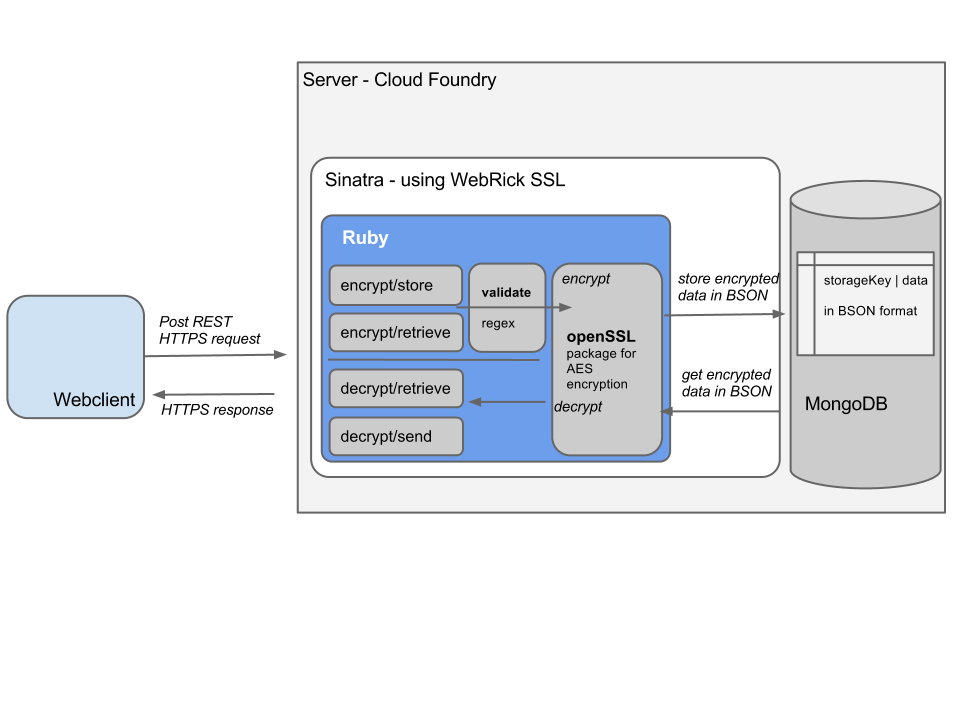 Server - Cloud Foundry
Sinatra - using WebRick SSL
Ruby
encrypt/store
encrypt/retrieve
decrypt/retrieve
decrypt/send
validate
regex
encrypt
openSSL
package for
AES
encryption
decrypt
store encrypted
data in BSON
get encrypted
data in BSON
storageKey | data
in BSON format
MongoDB
Post REST
HTTPS request
Webclient
HTTPS response